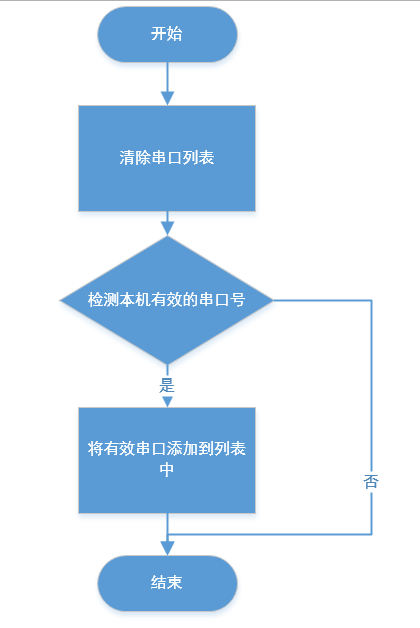 开始
清除串口列表
检测本机有效的串口号
是
将有效串口添加到列表
中
否
结束